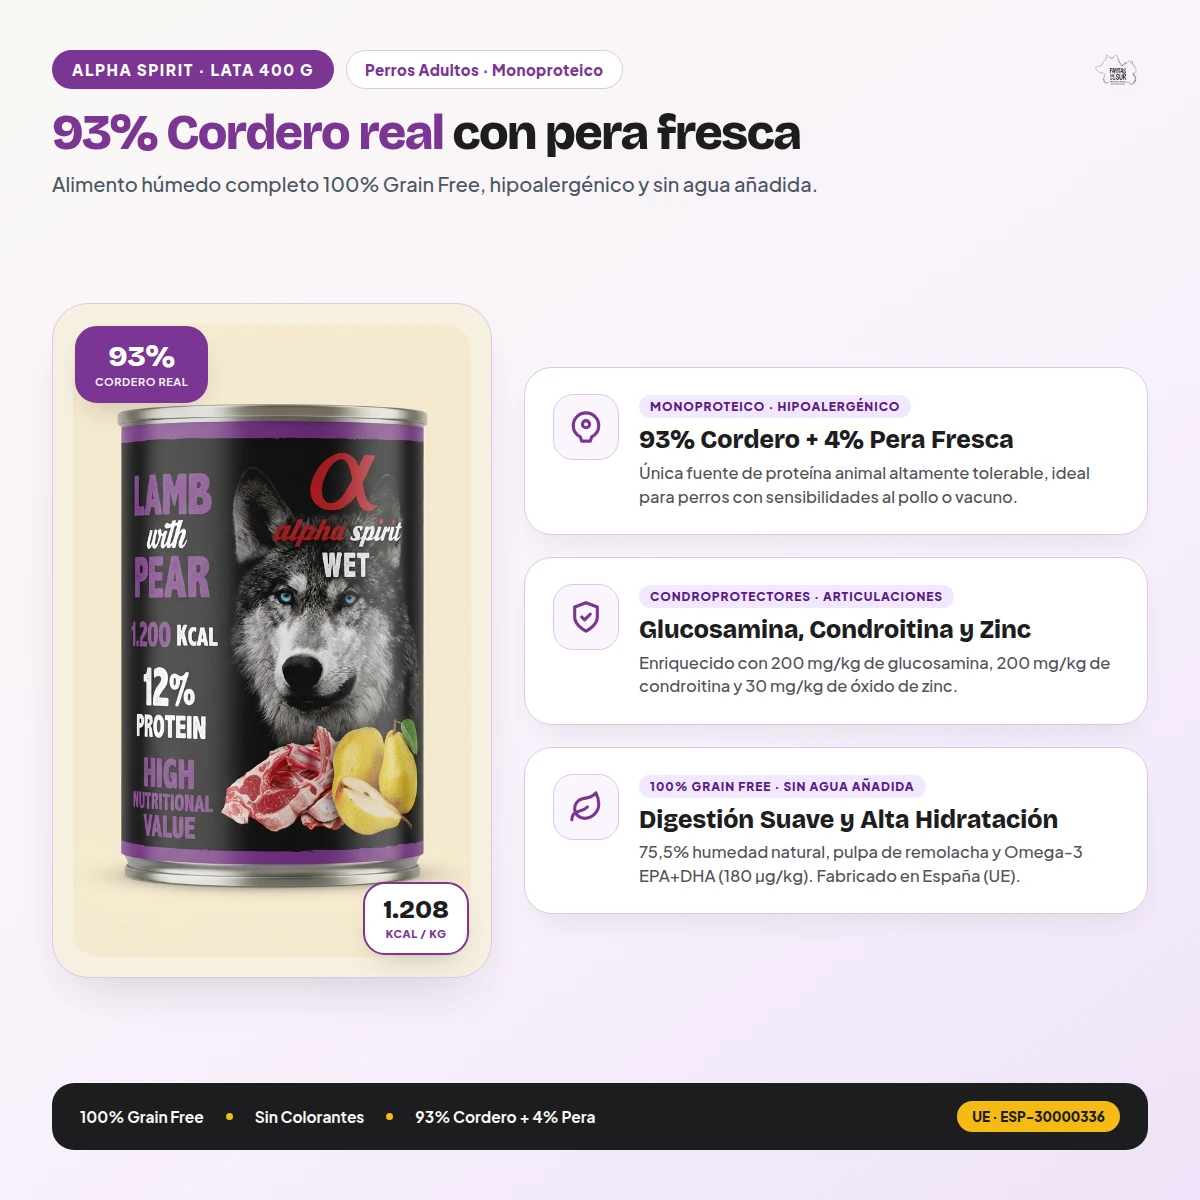 ALPHA SPIRIT · LATA 400 G
Perros Adultos · Monoproteico
93% Cordero real con pera fresca
Alimento húmedo completo 100% Grain Free, hipoalergénico y sin agua añadida.
93%
CORDERO REAL
LAMB
with
PEAR
1.200 KCAL
12%
PROTEIN
HIGH
NUTRITIONAL
VALUE
α
alpha spirit
WET
1.208
KCAL / KG
MONOPROTEICO · HIPOALERGÉNICO
93% Cordero + 4% Pera Fresca
Única fuente de proteína animal altamente tolerable, ideal
para perros con sensibilidades al pollo o vacuno.
CONDROPROTECTORES · ARTICULACIONES
Glucosamina, Condroitina y Zinc
Enriquecido con 200 mg/kg de glucosamina, 200 mg/kg de
condroitina y 30 mg/kg de óxido de zinc.
100% GRAIN FREE · SIN AGUA AÑADIDA
Digestión Suave y Alta Hidratación
75,5% humedad natural, pulpa de remolacha y Omega-3
EPA+DHA (180 µg/kg). Fabricado en España (UE).
100% Grain Free • Sin Colorantes • 93% Cordero + 4% Pera
UE · ESP-30000336